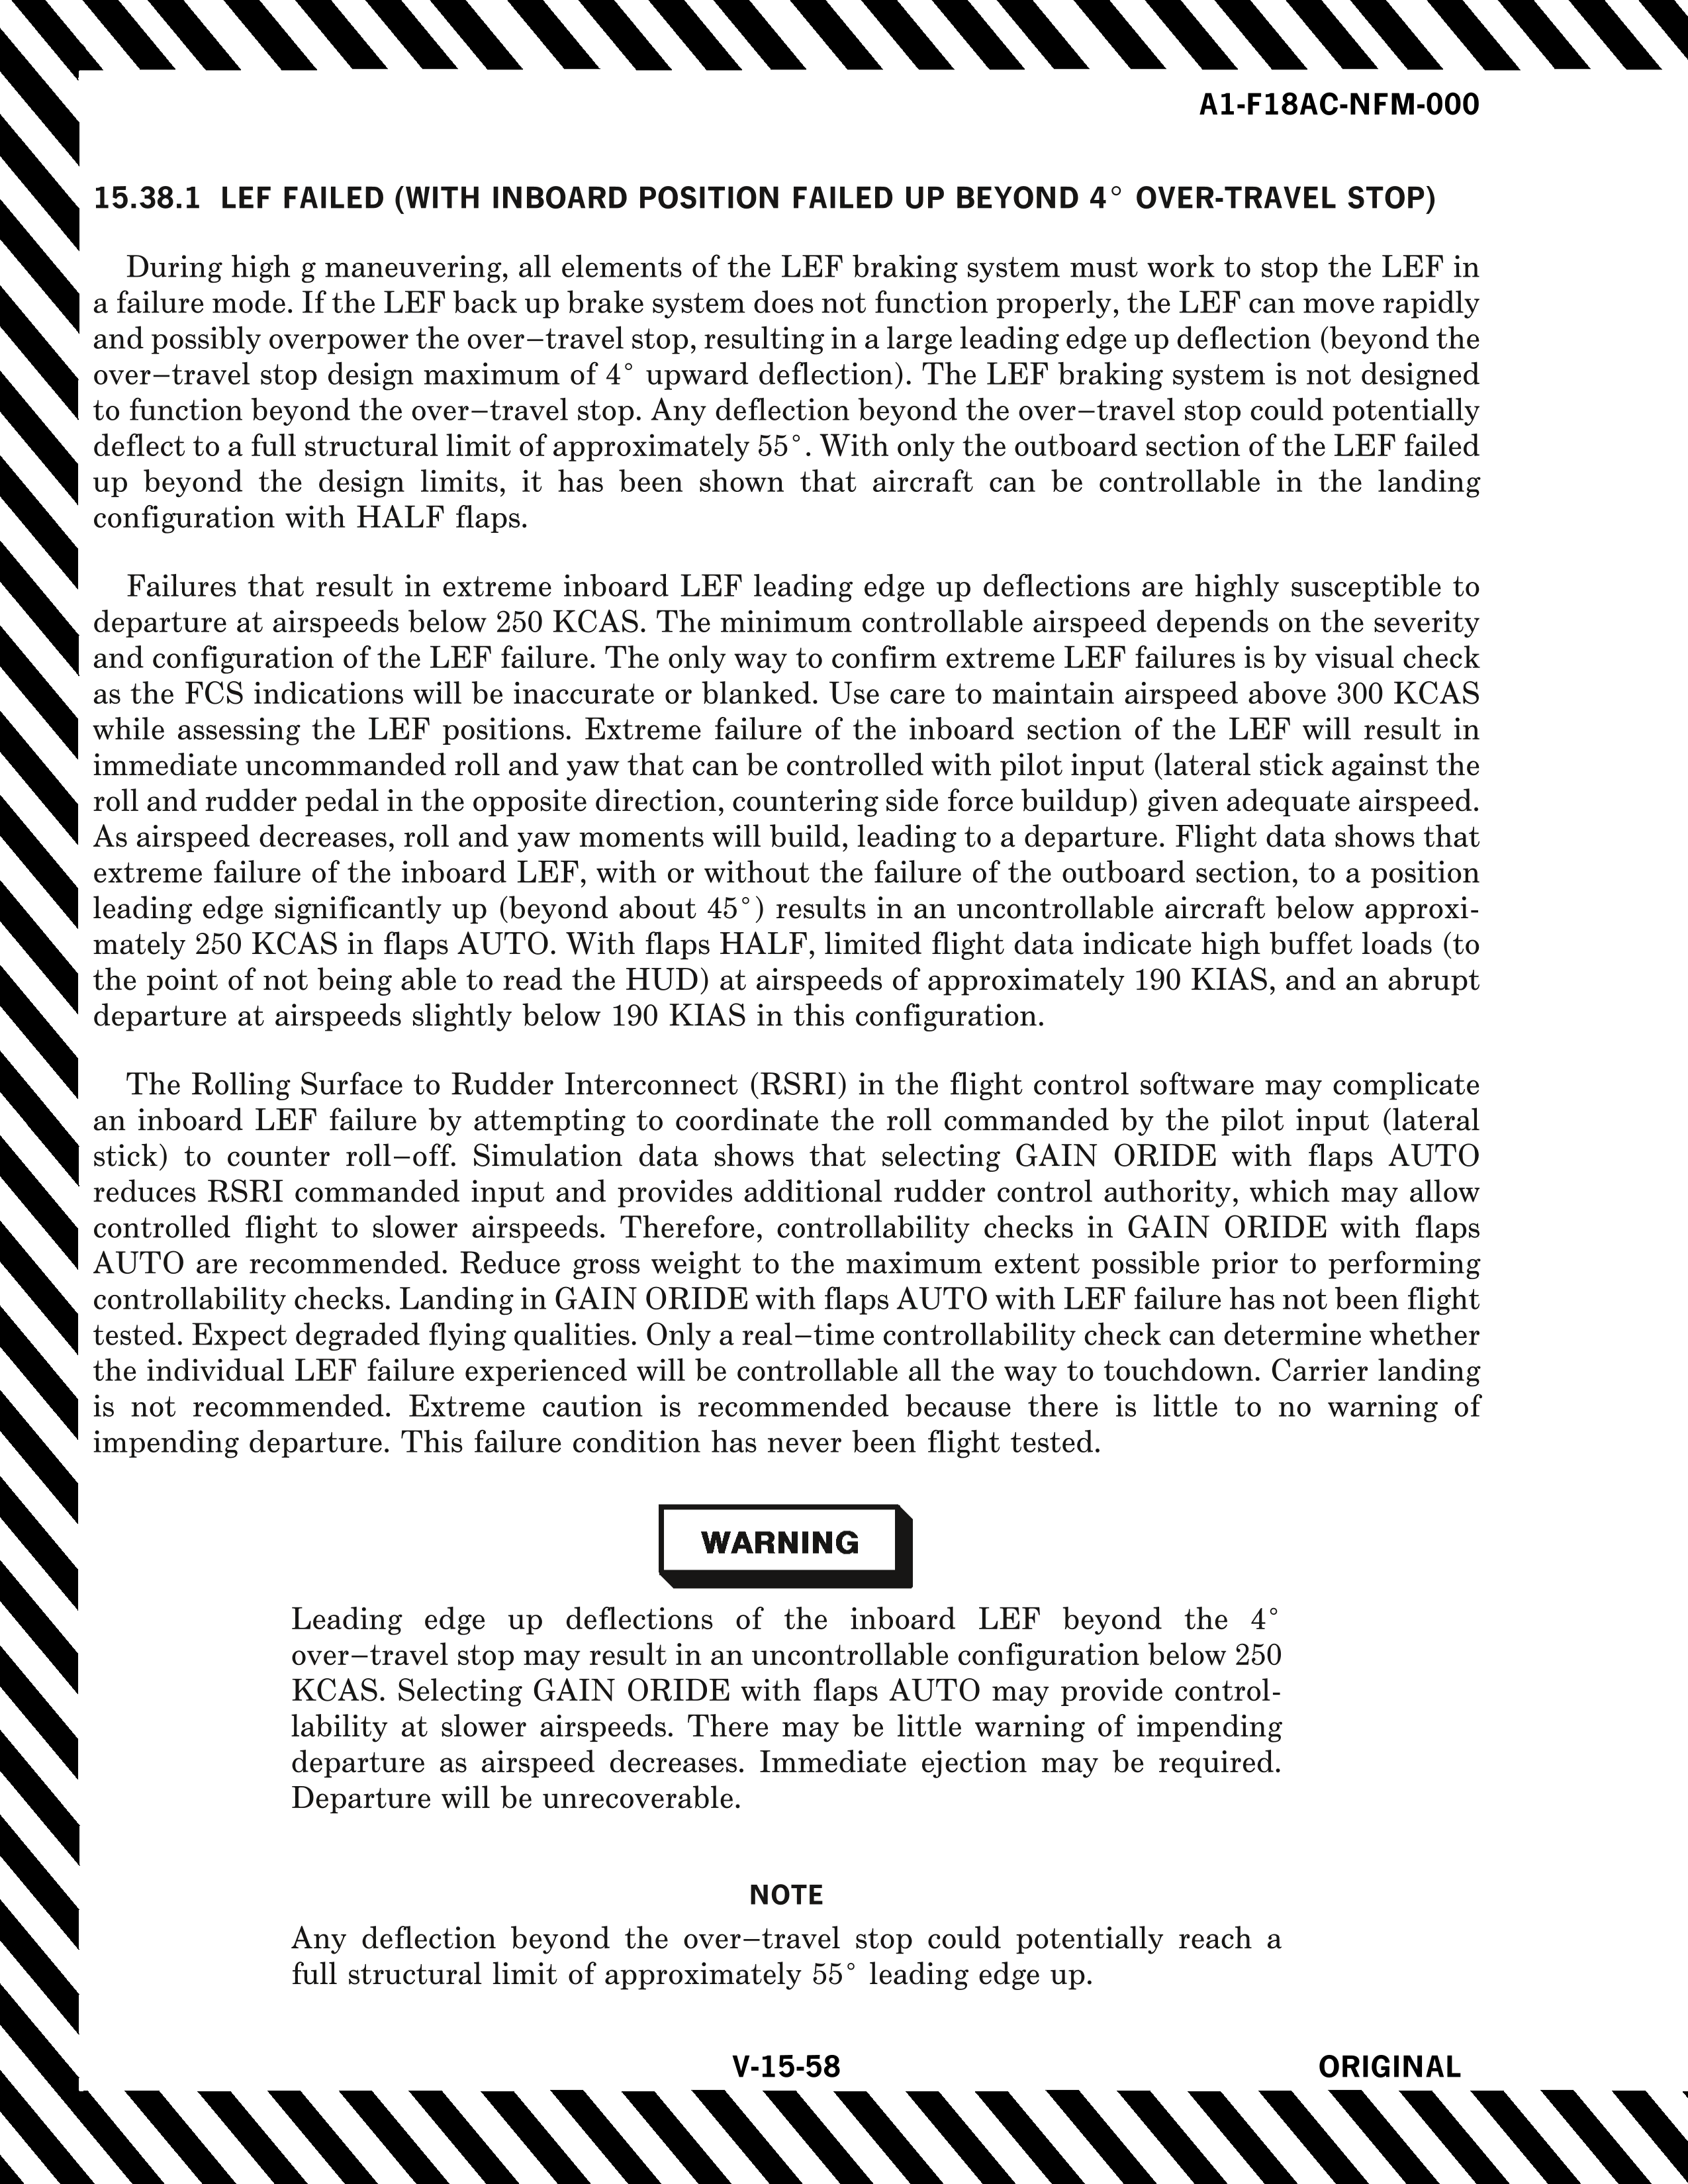 A1-F18AC-NFM-000
15.38.1 LEF FAILED (WITH INBOARD POSITION FAILED UP BEYOND 4° OVER-TRAVEL STOP)
During high g maneuvering, all elements of the LEF braking system must work to stop the LEF in
a failure mode. If the LEF back up brake system does not function properly, the LEF can move rapidly
and possibly overpower the over−travel stop, resulting in a large leading edge up deflection (beyond the
over−travel stop design maximum of 4° upward deflection). The LEF braking system is not designed
to function beyond the over−travel stop. Any deflection beyond the over−travel stop could potentially
deflect to a full structural limit of approximately 55°. With only the outboard section of the LEF failed
up beyond the design limits, it has been shown that aircraft can be controllable in the landing
configuration with HALF flaps.
Failures that result in extreme inboard LEF leading edge up deflections are highly susceptible to
departure at airspeeds below 250 KCAS. The minimum controllable airspeed depends on the severity
and configuration of the LEF failure. The only way to confirm extreme LEF failures is by visual check
as the FCS indications will be inaccurate or blanked. Use care to maintain airspeed above 300 KCAS
while assessing the LEF positions. Extreme failure of the inboard section of the LEF will result in
immediate uncommanded roll and yaw that can be controlled with pilot input (lateral stick against the
roll and rudder pedal in the opposite direction, countering side force buildup) given adequate airspeed.
As airspeed decreases, roll and yaw moments will build, leading to a departure. Flight data shows that
extreme failure of the inboard LEF, with or without the failure of the outboard section, to a position
leading edge significantly up (beyond about 45°) results in an uncontrollable aircraft below approxi-
mately 250 KCAS in flaps AUTO. With flaps HALF, limited flight data indicate high buffet loads (to
the point of not being able to read the HUD) at airspeeds of approximately 190 KIAS, and an abrupt
departure at airspeeds slightly below 190 KIAS in this configuration.
The Rolling Surface to Rudder Interconnect (RSRI) in the flight control software may complicate
an inboard LEF failure by attempting to coordinate the roll commanded by the pilot input (lateral
stick) to counter roll−off. Simulation data shows that selecting GAIN ORIDE with flaps AUTO
reduces RSRI commanded input and provides additional rudder control authority, which may allow
controlled flight to slower airspeeds. Therefore, controllability checks in GAIN ORIDE with flaps
AUTO are recommended. Reduce gross weight to the maximum extent possible prior to performing
controllability checks. Landing in GAIN ORIDE with flaps AUTO with LEF failure has not been flight
tested. Expect degraded flying qualities. Only a real−time controllability check can determine whether
the individual LEF failure experienced will be controllable all the way to touchdown. Carrier landing
is not recommended. Extreme caution is recommended because there is little to no warning of
impending departure. This failure condition has never been flight tested.
WARNING
Leading edge up deflections of the inboard LEF beyond the 4°
over−travel stop may result in an uncontrollable configuration below 250
KCAS. Selecting GAIN ORIDE with flaps AUTO may provide control-
lability at slower airspeeds. There may be little warning of impending
departure as airspeed decreases. Immediate ejection may be required.
Departure will be unrecoverable.
NOTE
Any deflection beyond the over−travel stop could potentially reach a
full structural limit of approximately 55° leading edge up.
V-15-58
ORIGINAL